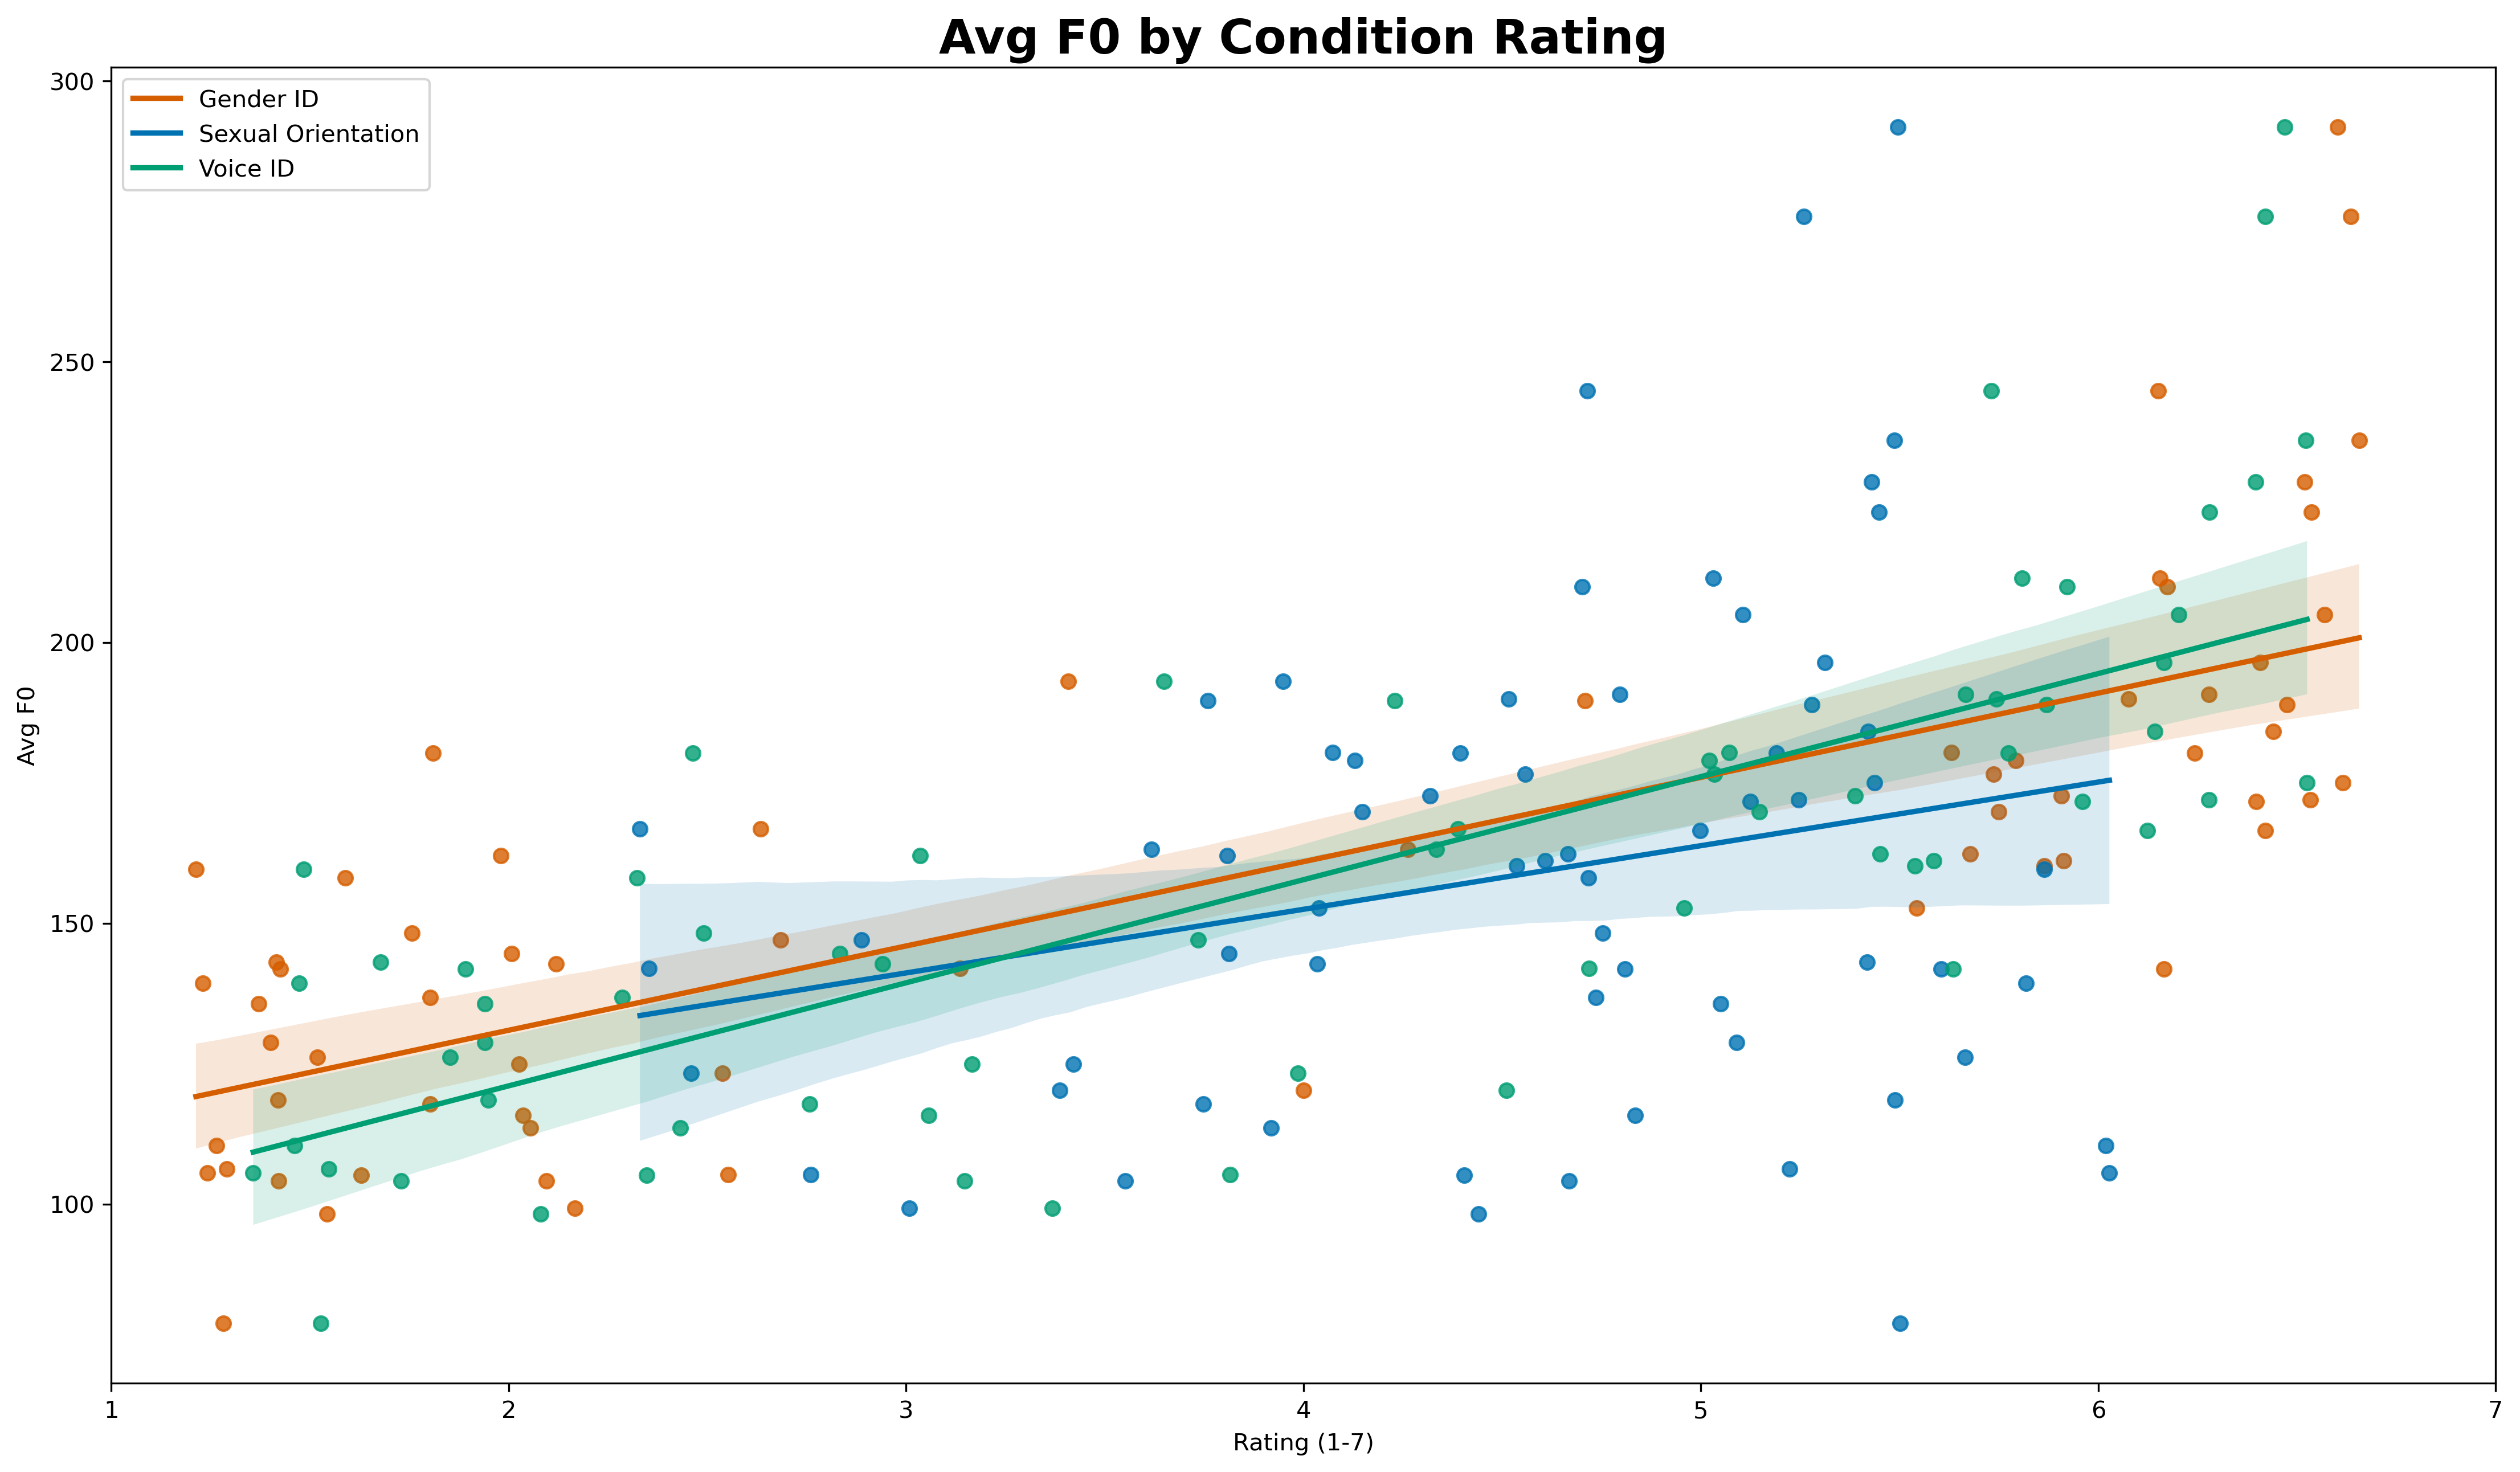 Avg F0 by Condition Rating
Gender ID
Sexual Orientation
Voice ID
300
250
200
150
100
Avg F0
1 2 3 4 5 6 7
Rating (1-7)